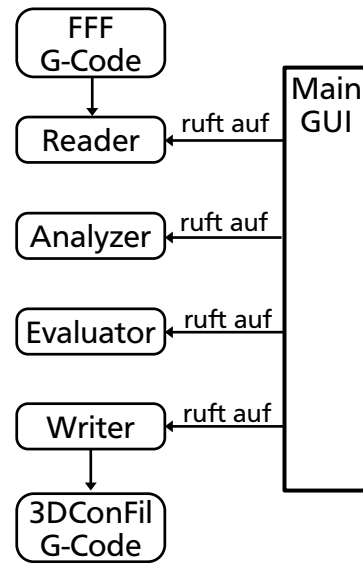 FFF
G-Code
Main
GUI
ruft auf
Reader
ruft auf
Analyzer
ruft auf
Evaluator
ruft auf
Writer
3DConFil
G-Code